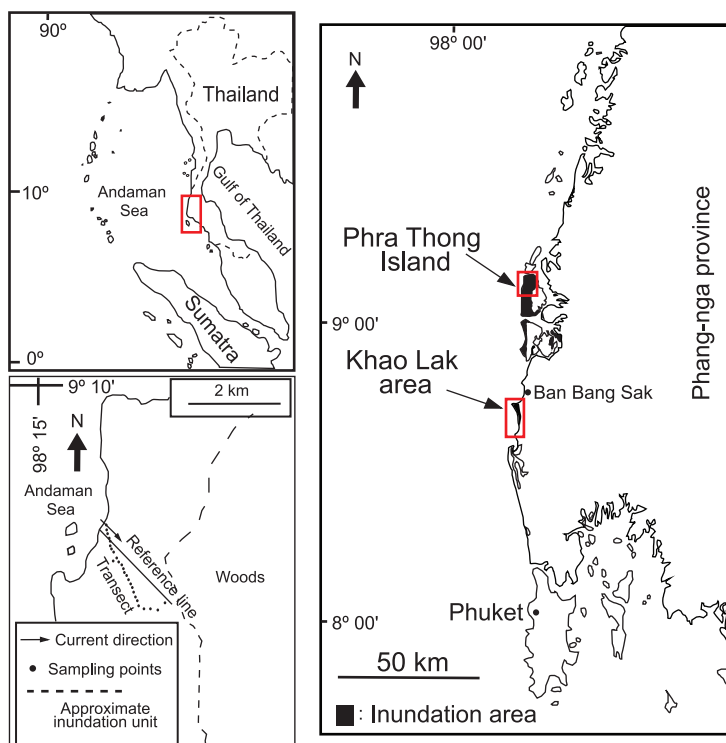 90º
Thailand
10º
Andaman
Sea
Gulf of Thailand
Sumatra
0º
9º 10'
98º 15'
2 km
N
Andaman
Sea
Reference line
Transect
Woods
Current direction
Sampling points
Approximate
inundation unit
98º 00'
N
Phra Thong
Island
9º 00'
Khao Lak
area
Ban Bang Sak
Phang-nga province
Phuket
8º 00'
50 km
: Inundation area